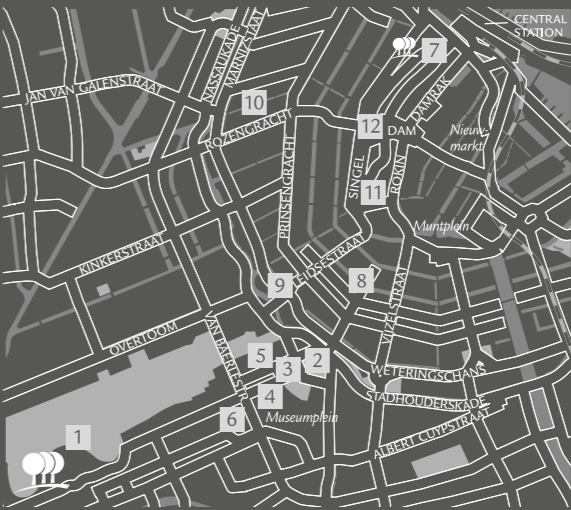 CENTRAL
STATION
7
NASSAUKADE
MARNIXSTRAAT
JAN VAN GALENSTRAAT
10
DAMRAK
ROZENGRACHT
12
DAM
Nieuw-
markt
PRINSENGRACHT
SINGEL
ROKIN
11
Muntplein
KINKERSTRAAT
LEIDSESTRAAT
9
8
VIJZELSTRAAT
OVERTOOM
VAN BAERLESTR.
5
3
2
WETERINGSCHANS
4
STADHOUDERSKADE
6
Museumplein
ALBERT CUYPSTRAAT
1